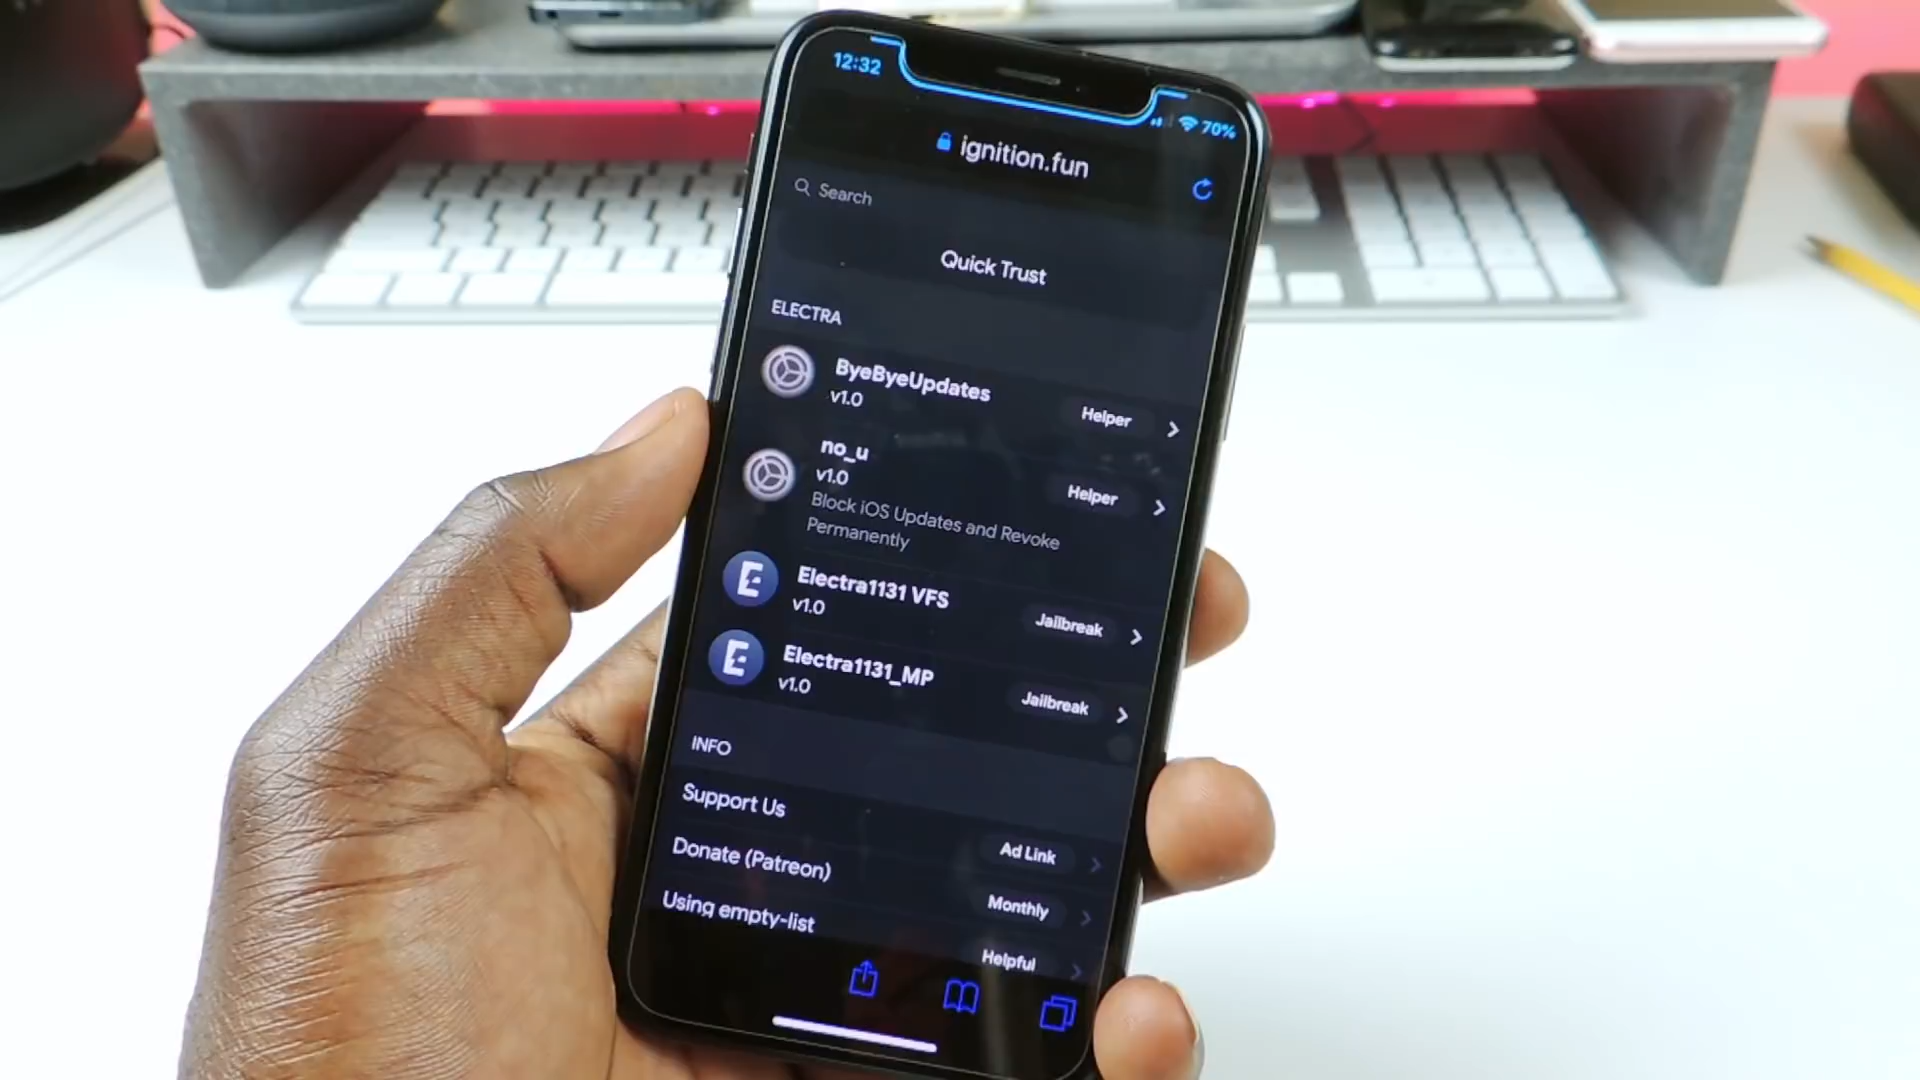 12:32
70%
ignition.fun
Search
Quick Trust
ELECTRA
ByeByeUpdates
v1.0
Helper
no_u
v1.0
Helper
Block iOS Updates and Revoke
Permanently
Electra1131 VFS
v1.0
Jailbreak
Electra1131_MP
v1.0
Jailbreak
INFO
Support Us
Ad Link
Donate (Patreon)
Monthly
Using empty-list
Helpful